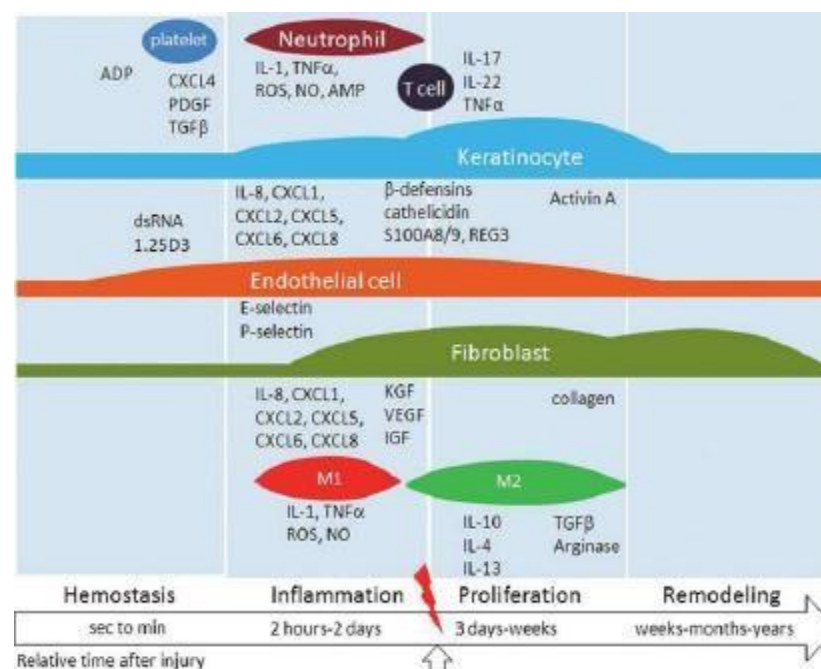 platelet
Neutrophil
ADP
CXCL4
PDGF
TGFβ
IL-1, TNFα,
ROS, NO, AMP
T cell
IL-17
IL-22
TNFα
Keratinocyte
dsRNA
1.25D3
IL-8, CXCL1,
CXCL2, CXCL5,
CXCL6, CXCL8
β-defensins
cathelicidin
S100A8/9, REG3
Activin A
Endothelial cell
E-selectin
P-selectin
Fibroblast
IL-8, CXCL1,
CXCL2, CXCL5,
CXCL6, CXCL8
KGF
VEGF
IGF
collagen
M1
M2
IL-1, TNFα
ROS, NO
IL-10
IL-4
IL-13
TGFβ
Arginase
Hemostasis
Inflammation
Proliferation
Remodeling
sec to min
2 hours-2 days
3 days-weeks
weeks-months-years
Relative time after injury